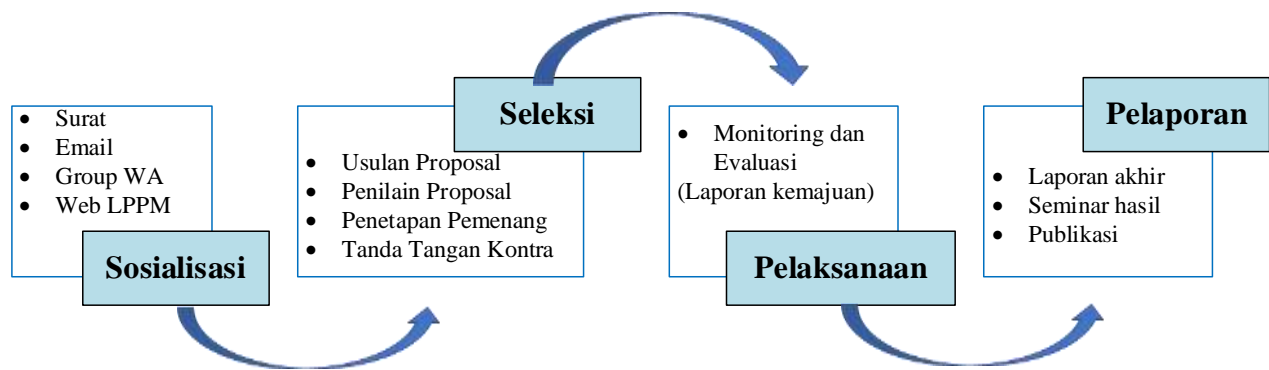 • Surat
• Email
• Group WA
• Web LPPM
Sosialisasi
Seleksi
• Usulan Proposal
• Penilain Proposal
• Penetapan Pemenang
• Tanda Tangan Kontra
• Monitoring dan
Evaluasi
(Laporan kemajuan)
Pelaksanaan
Pelaporan
• Laporan akhir
• Seminar hasil
• Publikasi